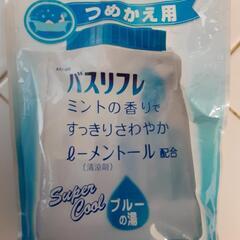 つめかえ用
バスリフレ
ミントの香りで
すっきりさわやか
ℓ-メントール配合
(清涼剤)
Super
Cool
ブルー
の湯